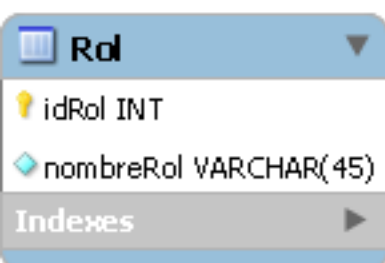 Rol
idRol INT
nombreRol VARCHAR(45)
Indexes